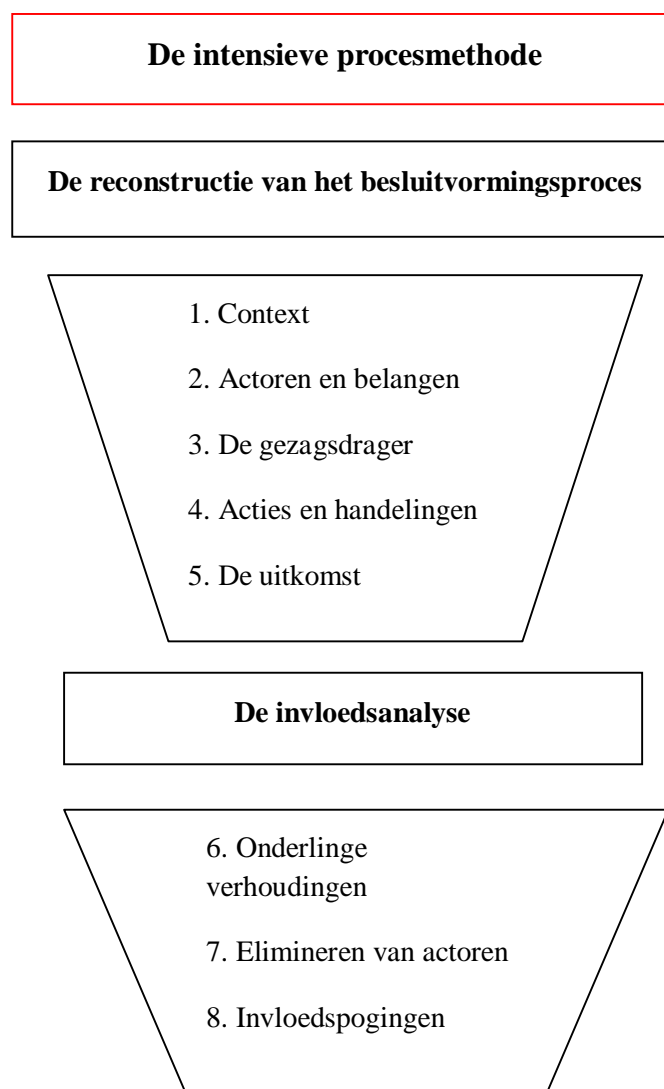 De intensieve procesmethode
De reconstructie van het besluitvormingsproces
1. Context
2. Actoren en belangen
3. De gezagsdrager
4. Acties en handelingen
5. De uitkomst
De invloedsanalyse
6. Onderlinge
verhoudingen
7. Elimineren van actoren
8. Invloedspogingen